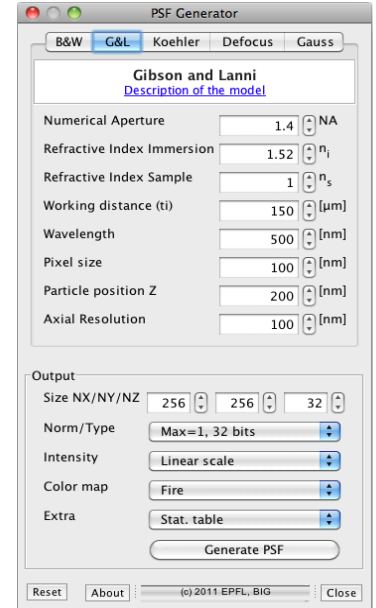 PSF Generator
B&W G&L Koehler Defocus Gauss
Gibson and Lanni
Description of the model
Numerical Aperture 1.4 NA
Refractive Index Immersion 1.52 ni
Refractive Index Sample 1 ns
Working distance (ti) 150 [µm]
Wavelength 500 [nm]
Pixel size 100 [nm]
Particle position Z 200 [nm]
Axial Resolution 100 [nm]
Output
Size NX/NY/NZ 256 256 32
Norm/Type Max=1, 32 bits
Intensity Linear scale
Color map Fire
Extra Stat. table
Generate PSF
Reset About (c) 2011 EPFL, BIG Close